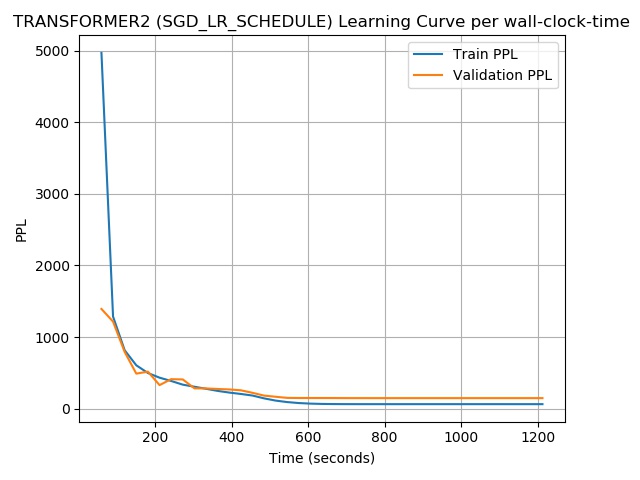 TRANSFORMER2 (SGD_LR_SCHEDULE) Learning Curve per wall-clock-time
Train PPL
Validation PPL
5000
4000
3000
2000
1000
0
PPL
200
400
600
800
1000
1200
Time (seconds)